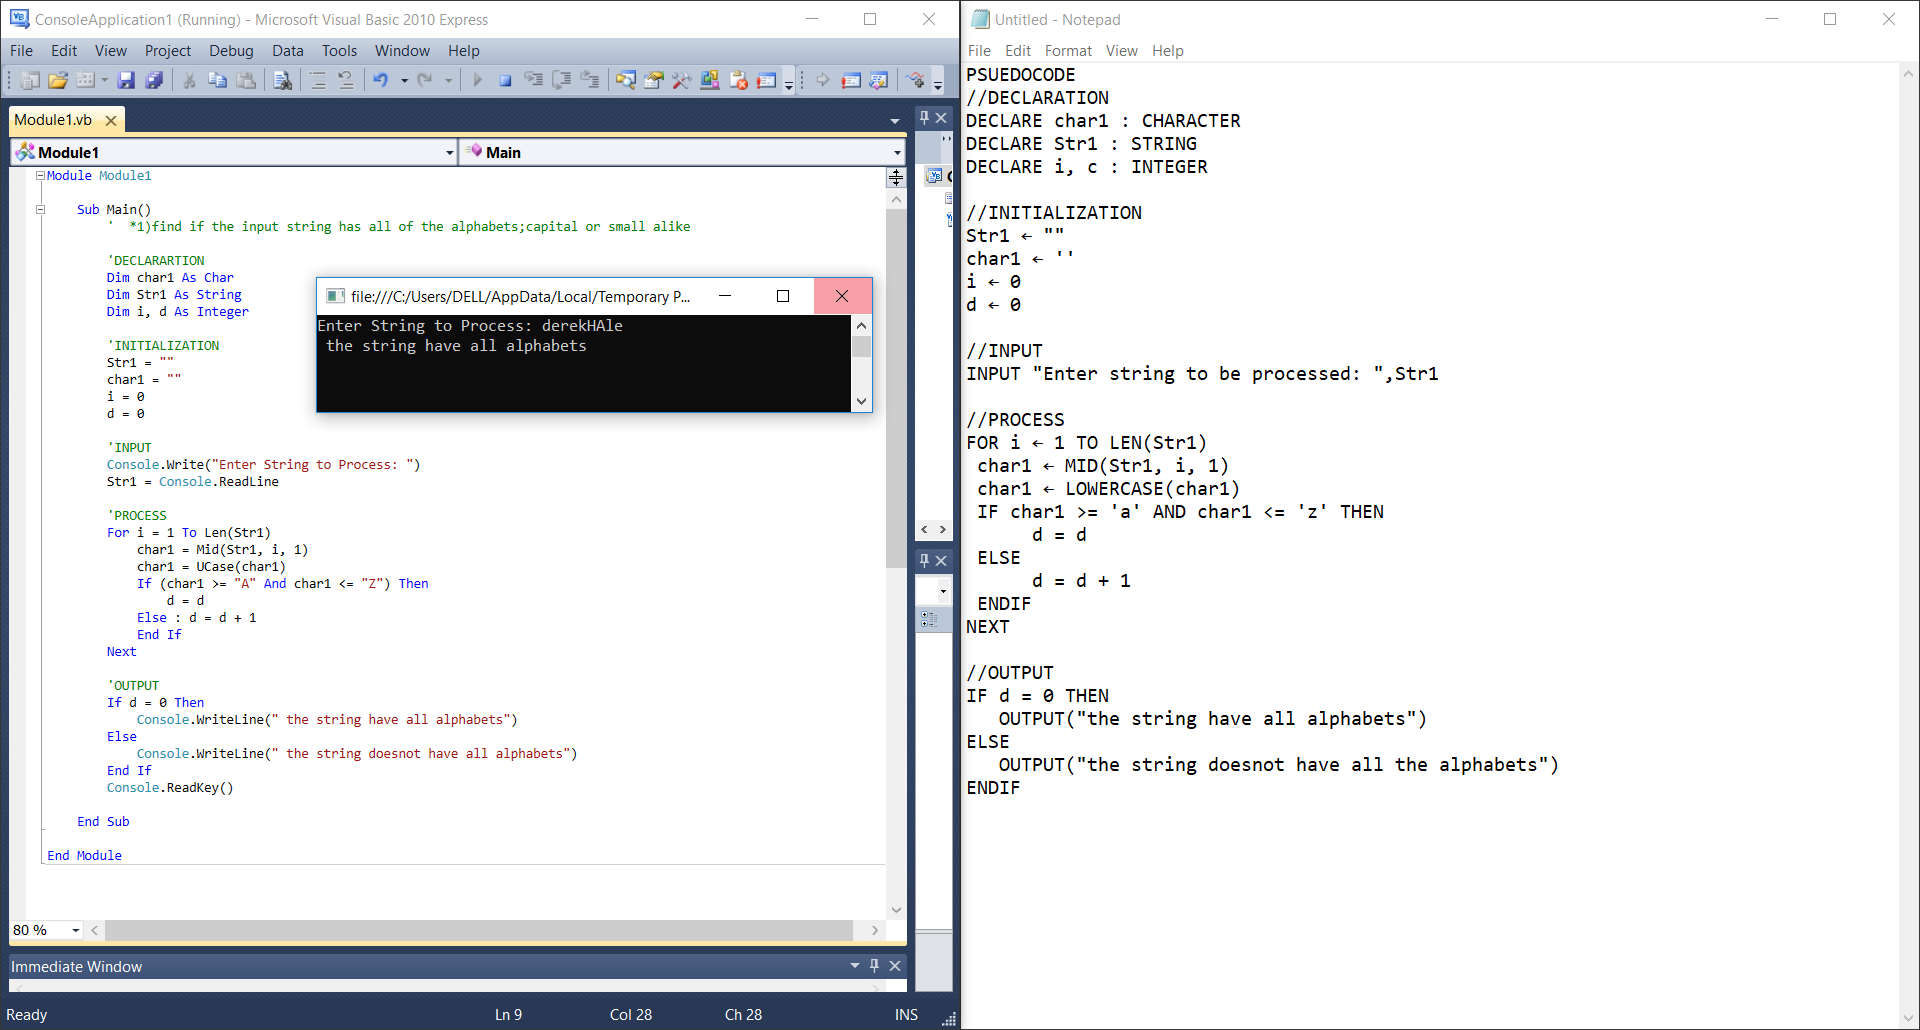 ConsoleApplication1 (Running) - Microsoft Visual Basic 2010 Express
File Edit View Project Debug Data Tools Window Help
Module1.vb
Module1
Main
Module Module1
Sub Main()
' *1)find if the input string has all of the alphabets;capital or small alike
'DECLARARTION
Dim char1 As Char
Dim Str1 As String
Dim i, d As Integer
'INITIALIZATION
Str1 = ""
char1 = ""
i = 0
d = 0
'INPUT
Console.Write("Enter String to Process: ")
Str1 = Console.ReadLine
'PROCESS
For i = 1 To Len(Str1)
char1 = Mid(Str1, i, 1)
char1 = UCase(char1)
If (char1 >= "A" And char1 <= "Z") Then
d = d
Else : d = d + 1
End If
Next
'OUTPUT
If d = 0 Then
Console.WriteLine(" the string have all alphabets")
Else
Console.WriteLine(" the string doesnot have all alphabets")
End If
Console.ReadKey()
End Sub
End Module
80 %
Immediate Window
Ready Ln 9 Col 28 Ch 28 INS
file:///C:/Users/DELL/AppData/Local/Temporary P...
Enter String to Process: derekHAle
the string have all alphabets
Untitled - Notepad
File Edit Format View Help
PSUEDOCODE
//DECLARATION
DECLARE char1 : CHARACTER
DECLARE Str1 : STRING
DECLARE i, c : INTEGER
//INITIALIZATION
Str1 ← ""
char1 ← ''
i ← 0
d ← 0
//INPUT
INPUT "Enter string to be processed: ",Str1
//PROCESS
FOR i ← 1 TO LEN(Str1)
char1 ← MID(Str1, i, 1)
char1 ← LOWERCASE(char1)
IF char1 >= 'a' AND char1 <= 'z' THEN
d = d
ELSE
d = d + 1
ENDIF
NEXT
//OUTPUT
IF d = 0 THEN
OUTPUT("the string have all alphabets")
ELSE
OUTPUT("the string doesnot have all the alphabets")
ENDIF